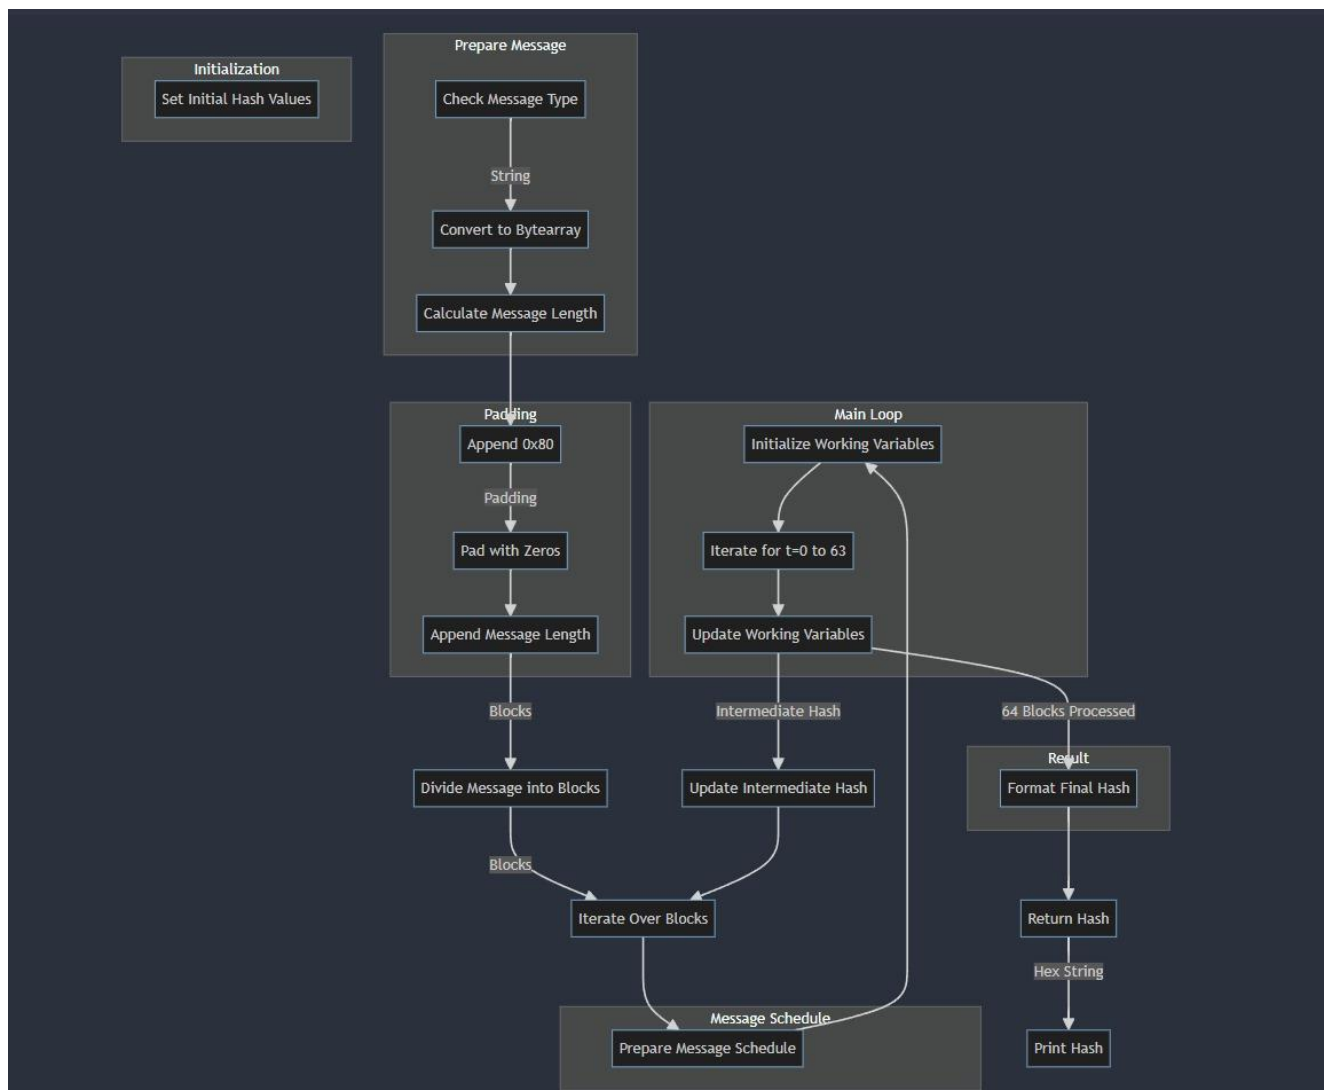 Initialization
Set Initial Hash Values
Prepare Message
Check Message Type
String
Convert to Bytearray
Calculate Message Length
Padding
Append 0x80
Padding
Pad with Zeros
Append Message Length
Blocks
Divide Message into Blocks
Blocks
Main Loop
Initialize Working Variables
Iterate for t=0 to 63
Update Working Variables
Intermediate Hash
Update Intermediate Hash
Iterate Over Blocks
Message Schedule
Prepare Message Schedule
64 Blocks Processed
Result
Format Final Hash
Return Hash
Hex String
Print Hash